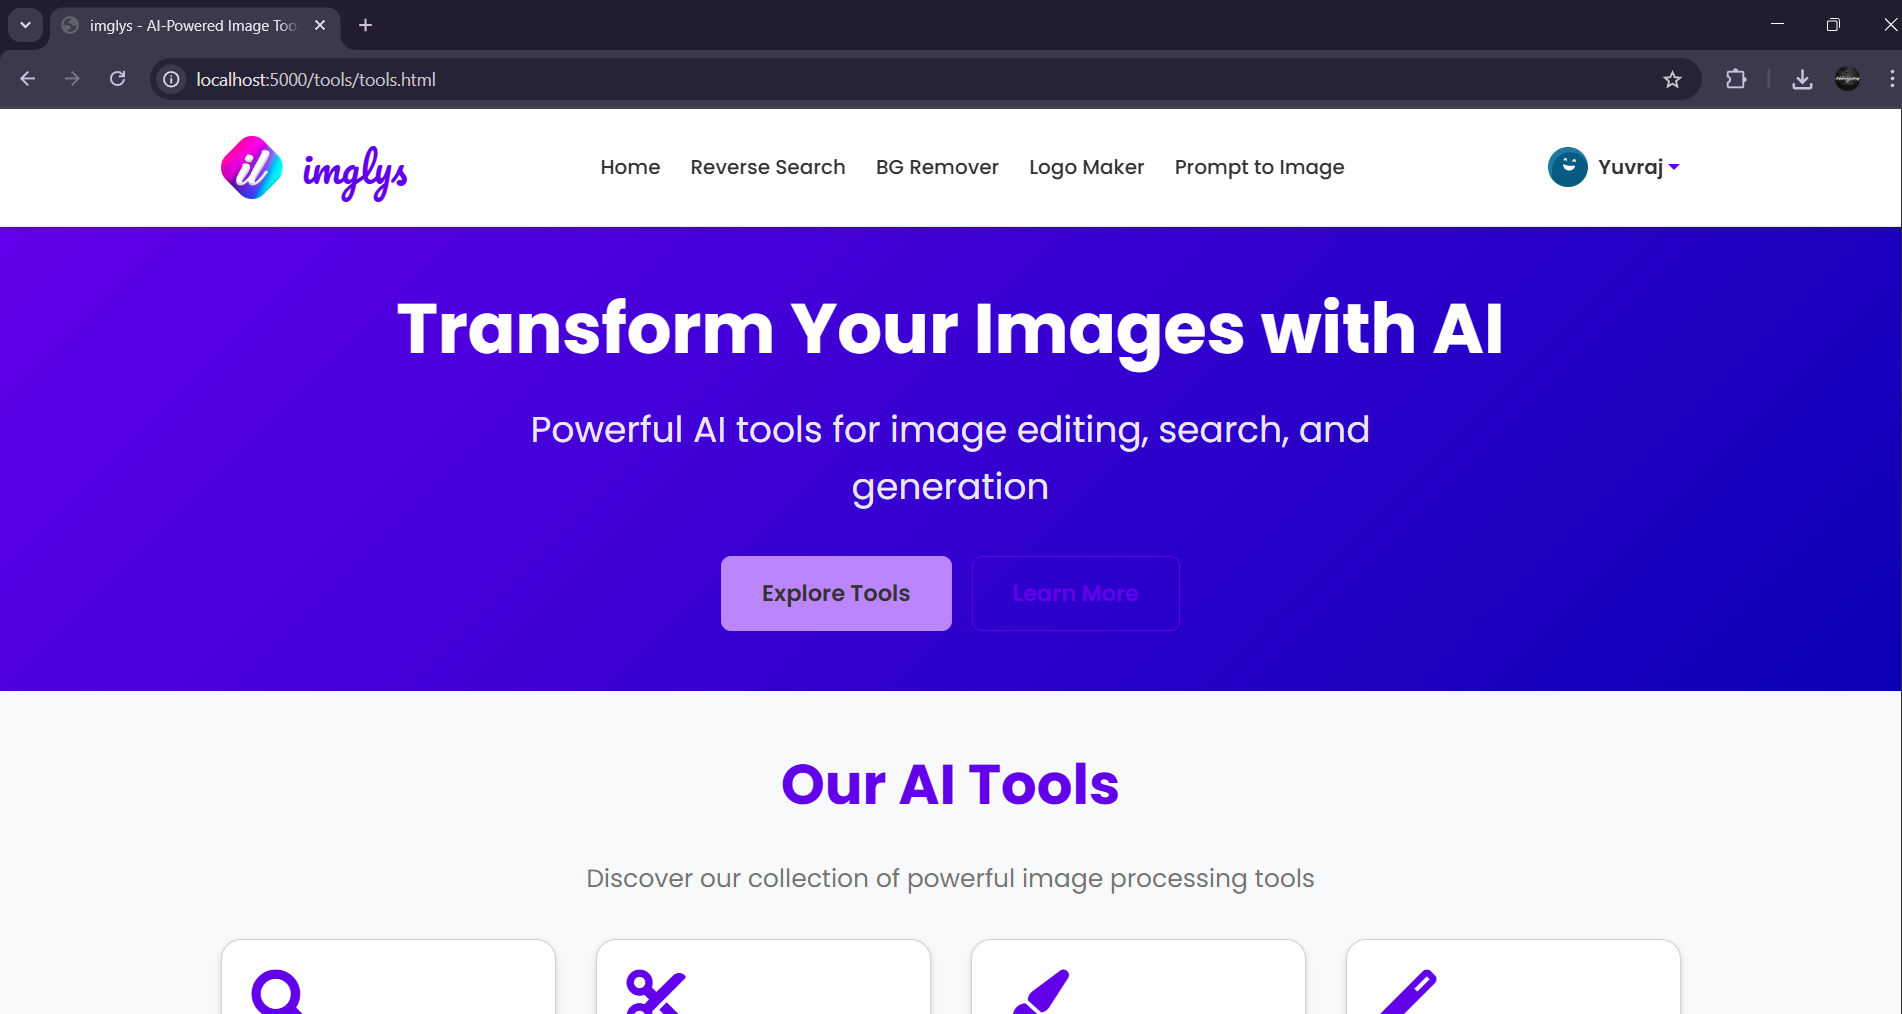 imglys - AI-Powered Image Too
localhost:5000/tools/tools.html
il imglys
Home Reverse Search BG Remover Logo Maker Prompt to Image
Yuvraj
Transform Your Images with AI
Powerful AI tools for image editing, search, and
generation
Explore Tools
Learn More
Our AI Tools
Discover our collection of powerful image processing tools